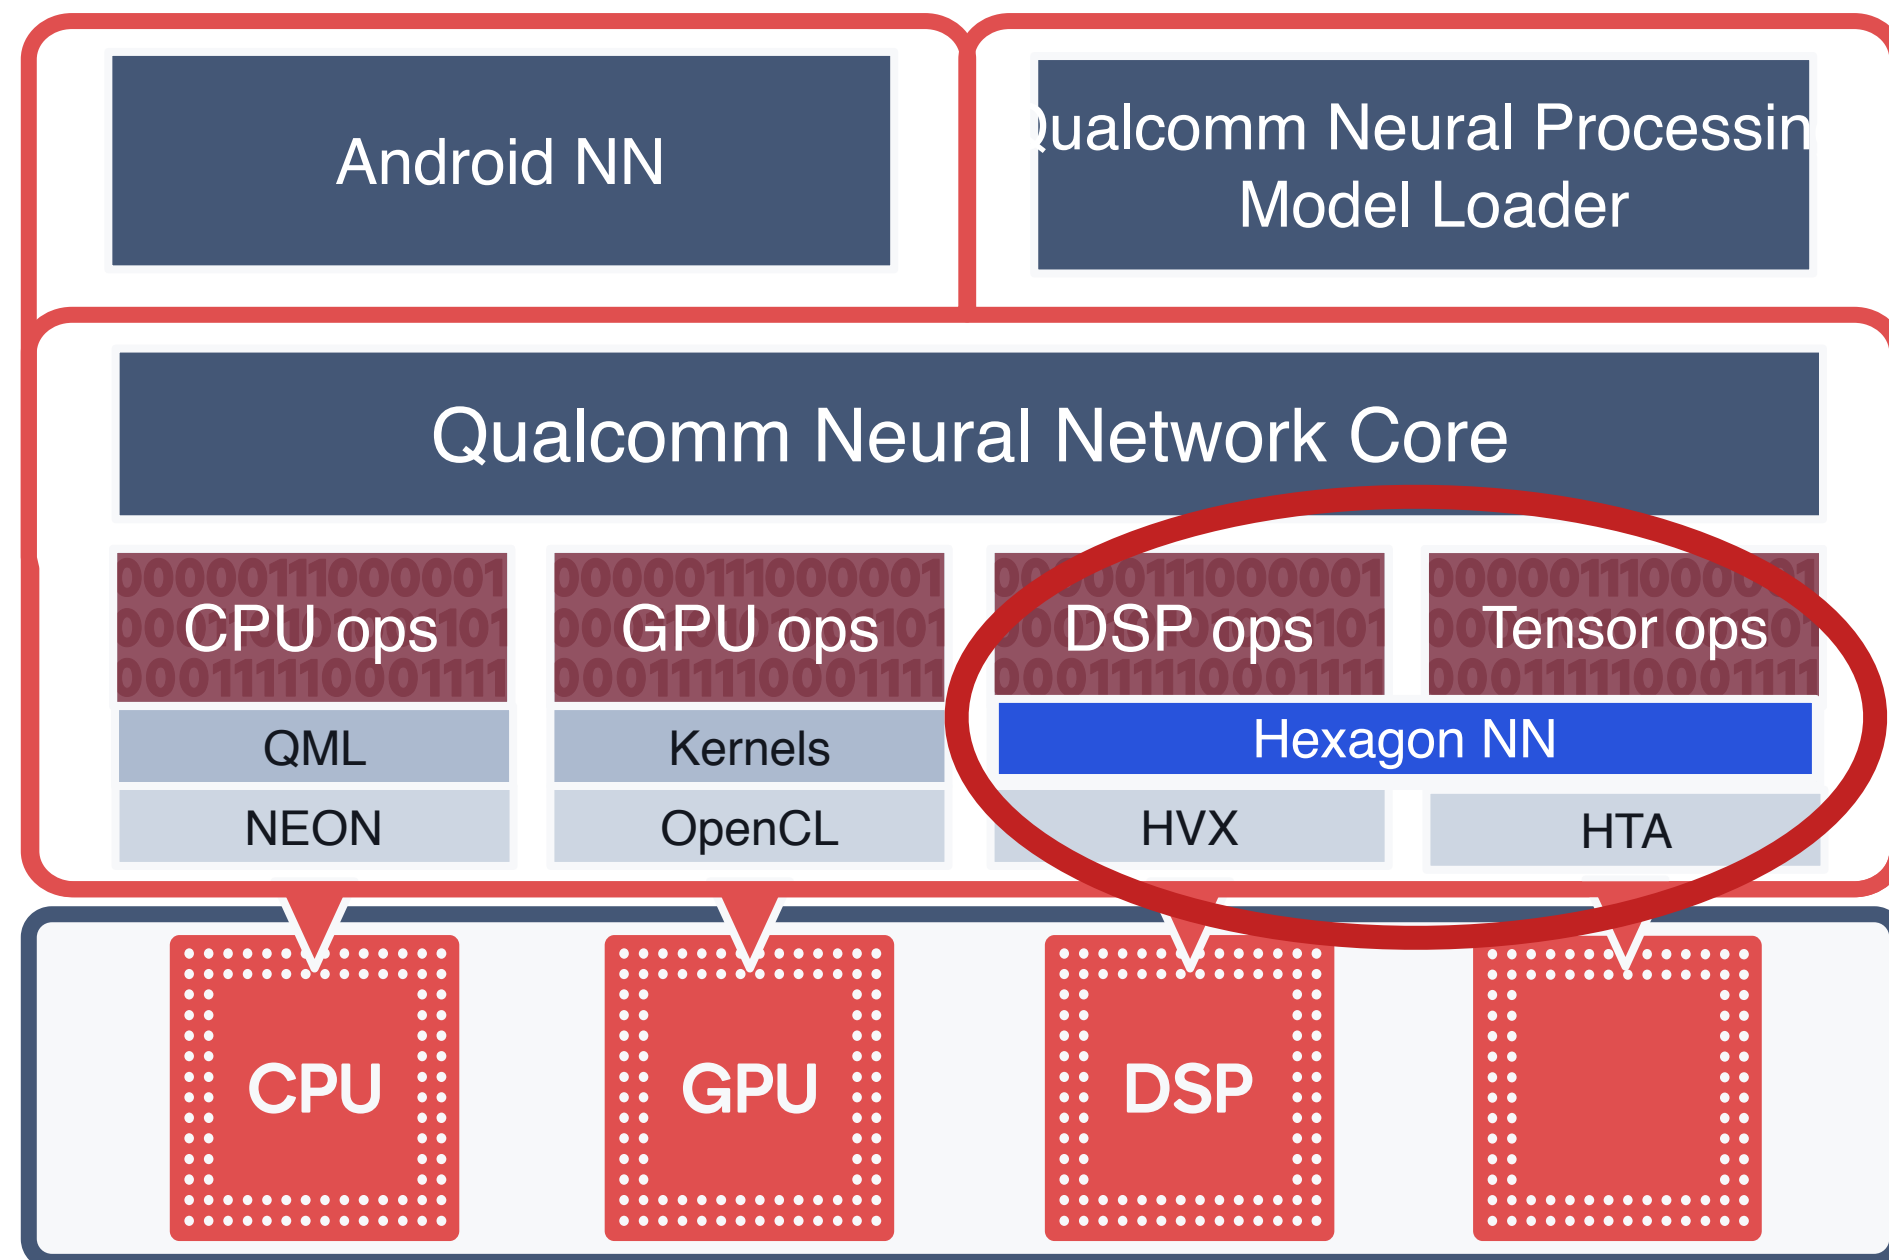 Android NN
Qualcomm Neural Processin
Model Loader
Qualcomm Neural Network Core
CPU ops
GPU ops
DSP ops
Tensor ops
QML
Kernels
Hexagon NN
NEON
OpenCL
HVX
HTA
CPU
GPU
DSP